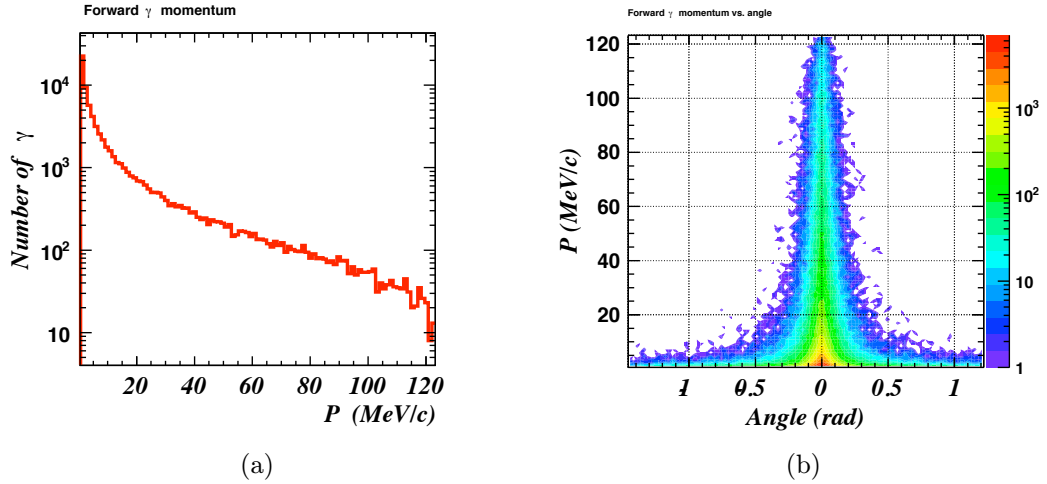 Forward γ momentum
Number of γ
10⁴
10³
10²
10
20 40 60 80 100 120
P (MeV/c)
(a)
Forward γ momentum vs. angle
P (MeV/c)
120
100
80
60
40
20
-1 -0.5 0 0.5 1
Angle (rad)
10³
10²
10
1
(b)